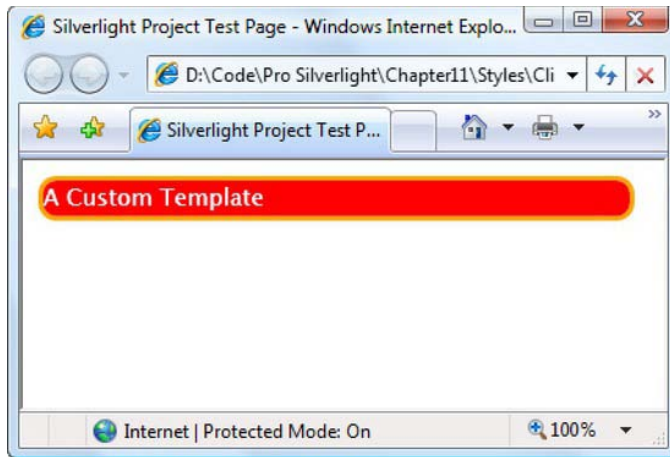 Silverlight Project Test Page - Windows Internet Explo...
D:\Code\Pro Silverlight\Chapter11\Styles\Cli
Silverlight Project Test P...
»
A Custom Template
Internet | Protected Mode: On
100%